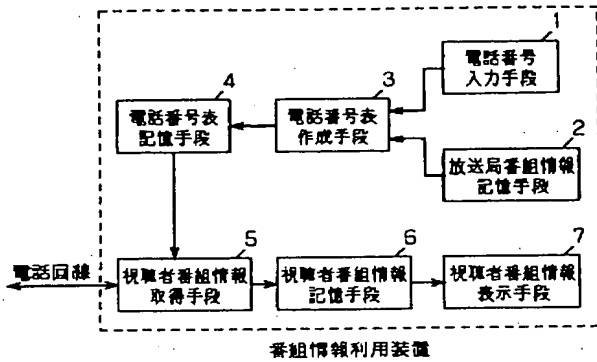 1
電話番号
入力手段
4
電話番号表
記憶手段
3
電話番号表
作成手段
2
放送局番組情報
記憶手段
電話回線
5
視聴者番組情報
取得手段
6
視聴者番組情報
記憶手段
7
視聴者番組情報
表示手段
番組情報利用装置